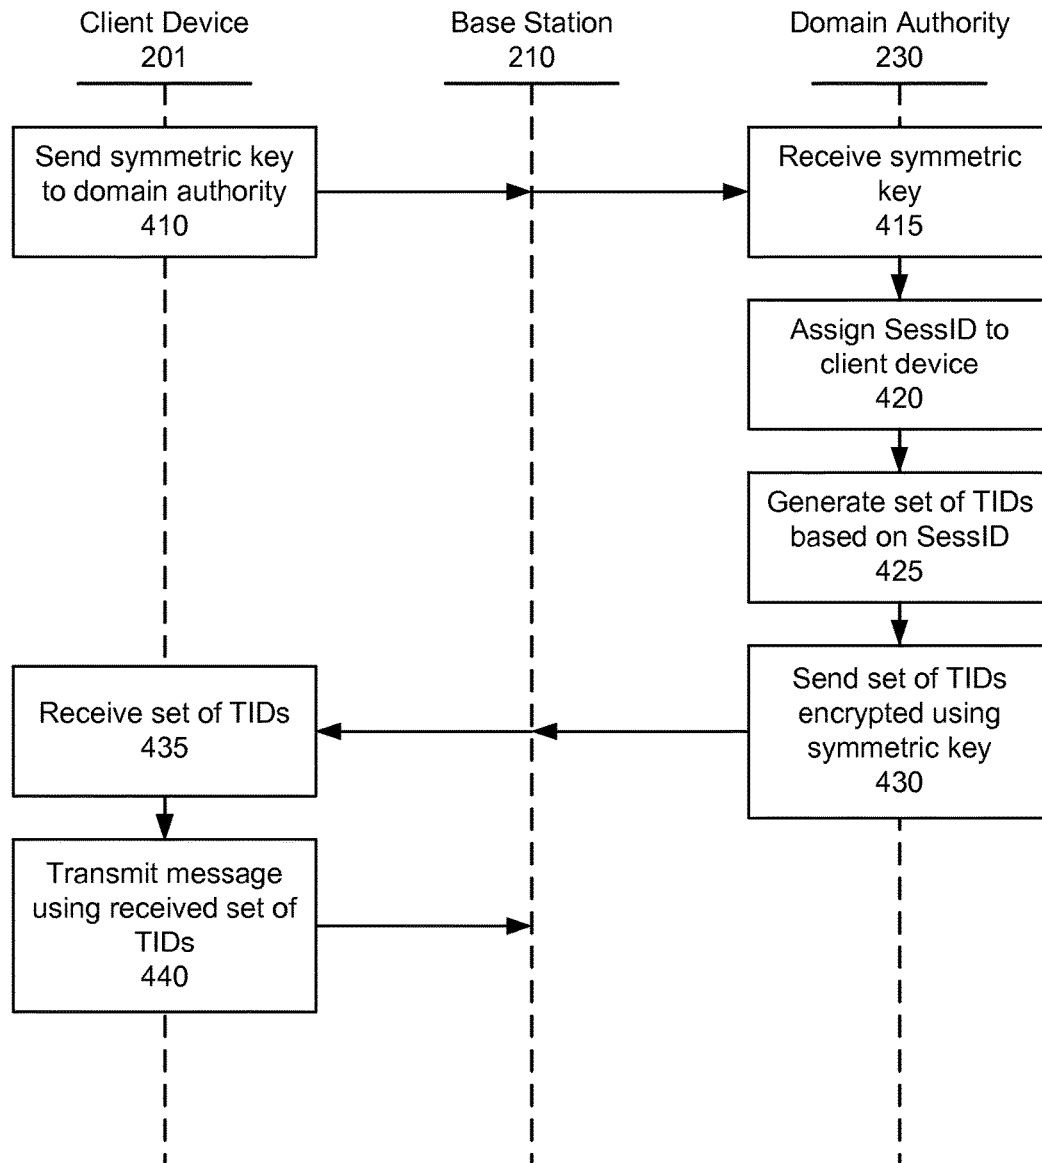 Client Device
201
Base Station
210
Domain Authority
230
Send symmetric key
to domain authority
410
Receive symmetric
key
415
Assign SessID to
client device
420
Generate set of TIDs
based on SessID
425
Send set of TIDs
encrypted using
symmetric key
430
Receive set of TIDs
435
Transmit message
using received set of
TIDs
440